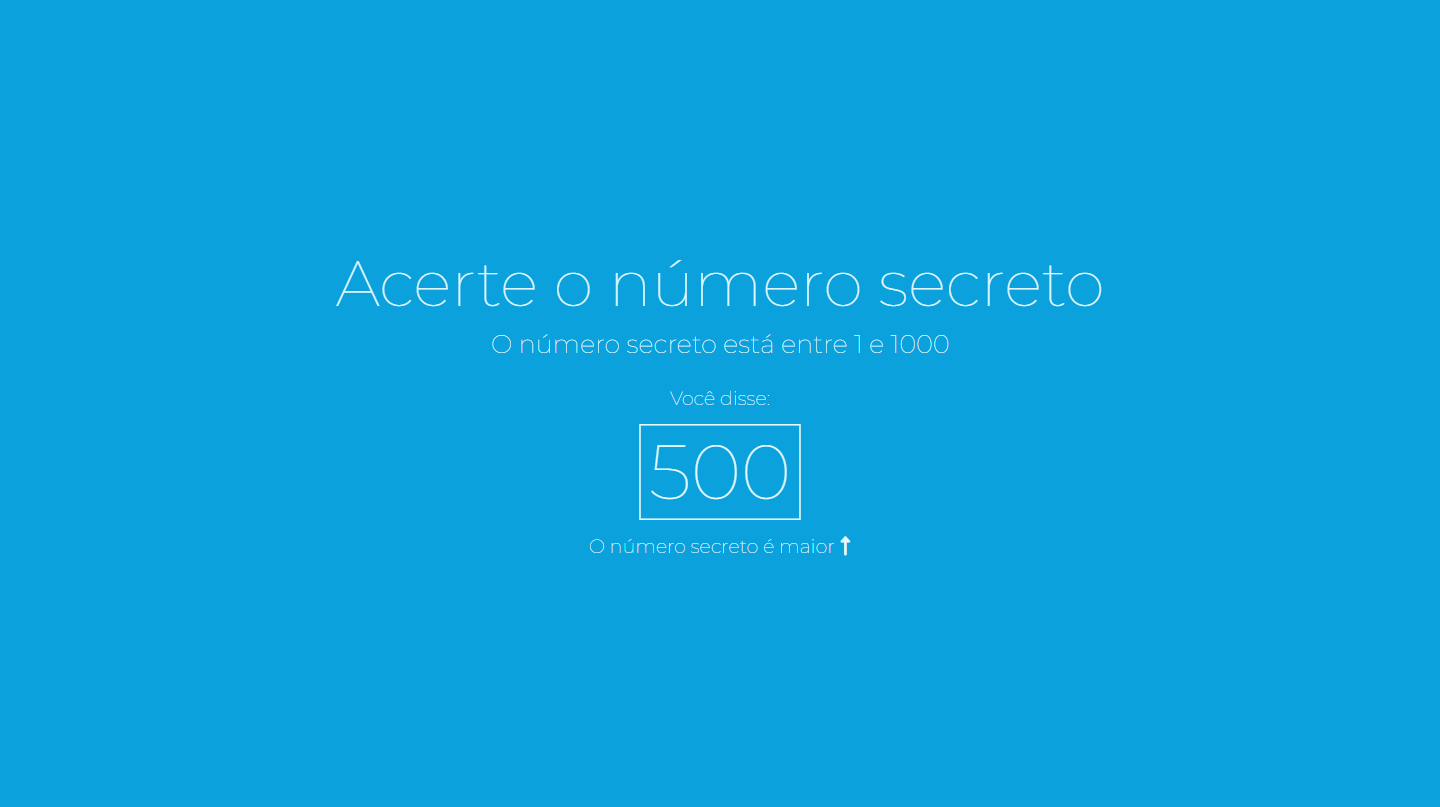 Acerte o número secreto
O número secreto está entre 1 e 1000
Você disse:
500
O número secreto é maior